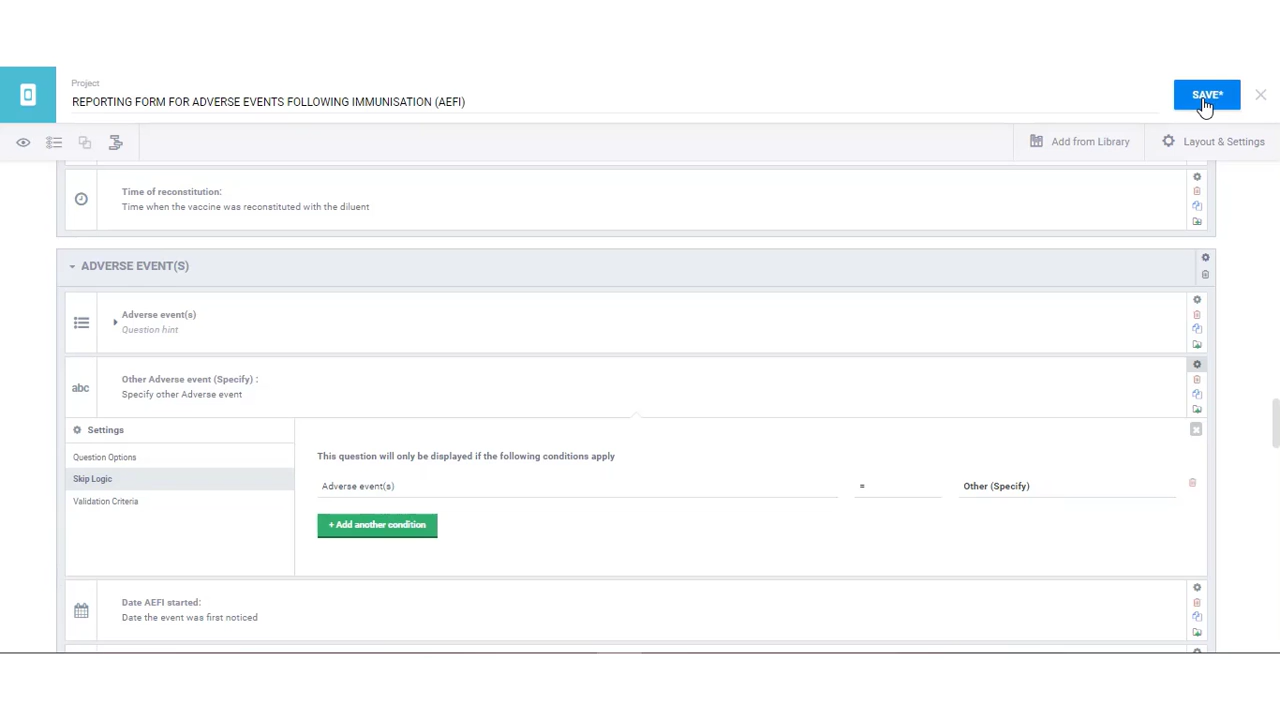 Project
REPORTING FORM FOR ADVERSE EVENTS FOLLOWING IMMUNISATION (AEFI)
SAVE*
Add from Library
Layout & Settings
Time of reconstitution:
Time when the vaccine was reconstituted with the diluent
ADVERSE EVENT(S)
Adverse event(s)
Question hint
abc
Other Adverse event (Specify) :
Specify other Adverse event
Settings
Question Options
Skip Logic
Validation Criteria
This question will only be displayed if the following conditions apply
Adverse event(s) = Other (Specify)
+ Add another condition
Date AEFI started:
Date the event was first noticed